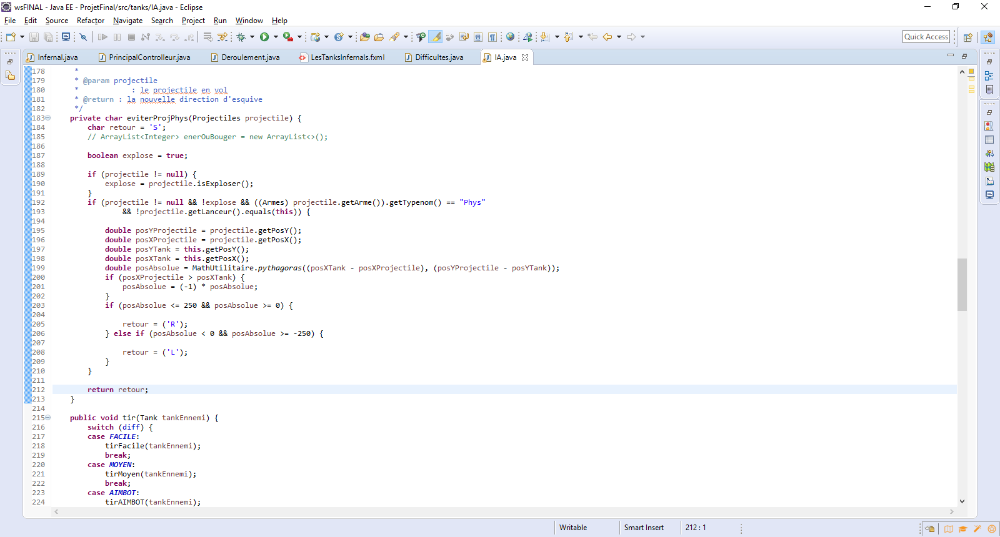 wsFINAL - Java EE - ProjetFinal/src/tanks/IA.java - Eclipse
File Edit Source Refactor Navigate Search Project Run Window Help
Quick Access
Infernal.java PrincipalControlleur.java Deroulement.java LesTanksInfernals.fxml Difficultes.java IA.java
178 *
179 * @param projectile
180 * : le projectile en vol
181 * @return : la nouvelle direction d'esquive
182 */
183 private char eviterProjPhys(Projectiles projectile) {
184 char retour = 'S';
185 // ArrayList<Integer> enerOuBouger = new ArrayList<>();
186
187 boolean explose = true;
188
189 if (projectile != null) {
190 explose = projectile.isExploser();
191 }
192 if (projectile != null && !explose && ((Armes) projectile.getArme()).getTypenom() == "Phys"
193 && !projectile.getLanceur().equals(this)) {
194
195 double posYProjectile = projectile.getPosY();
196 double posXProjectile = projectile.getPosX();
197 double posYTank = this.getPosY();
198 double posXTank = this.getPosX();
199 double posAbsolue = MathUtilitaire.pythagoras((posXTank - posXProjectile), (posYProjectile - posYTank));
200 if (posXProjectile > posXTank) {
201 posAbsolue = (-1) * posAbsolue;
202 }
203 if (posAbsolue <= 250 && posAbsolue >= 0) {
204
205 retour = ('R');
206 } else if (posAbsolue < 0 && posAbsolue >= -250) {
207
208 retour = ('L');
209 }
210 }
211
212 return retour;
213 }
214
215 public void tir(Tank tankEnnemi) {
216 switch (diff) {
217 case FACILE:
218 tirFacile(tankEnnemi);
219 break;
220 case MOYEN:
221 tirMoyen(tankEnnemi);
222 break;
223 case AIMBOT:
224 tirAIMBOT(tankEnnemi);
Writable Smart Insert 212 : 1